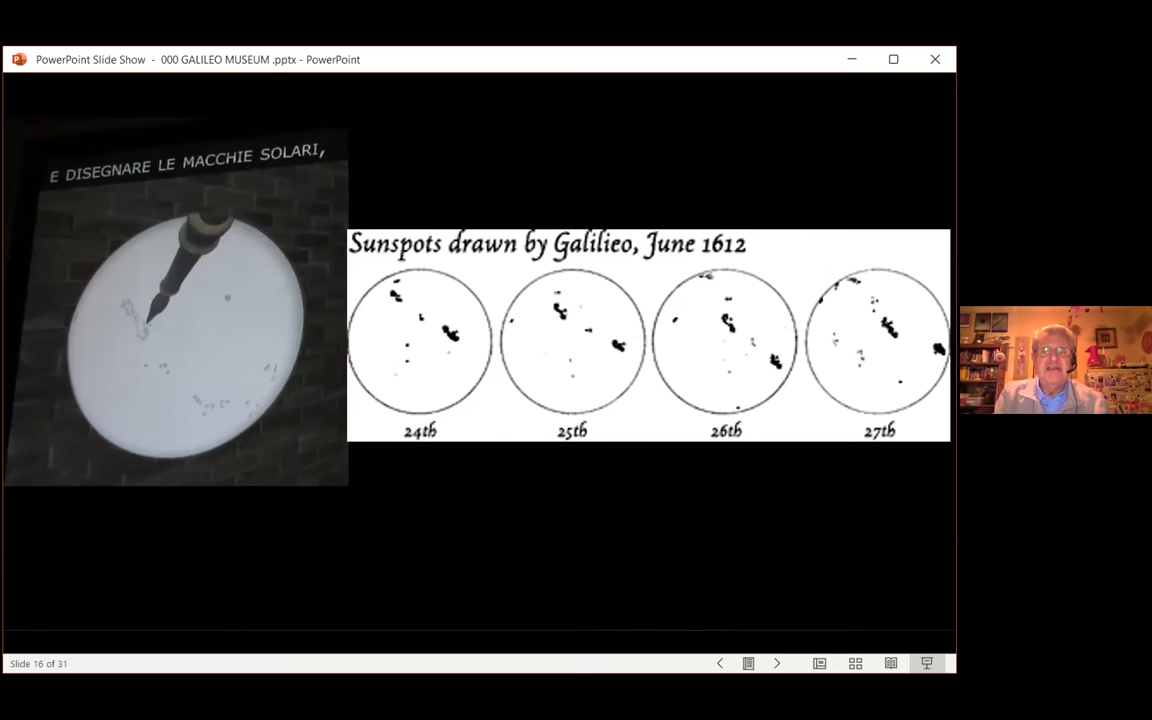 PowerPoint Slide Show - 000 GALILEO MUSEUM .pptx - PowerPoint
E DISEGNARE LE MACCHIE SOLARI,
Sunspots drawn by Galilieo, June 1612
24th 25th 26th 27th
Slide 16 of 31